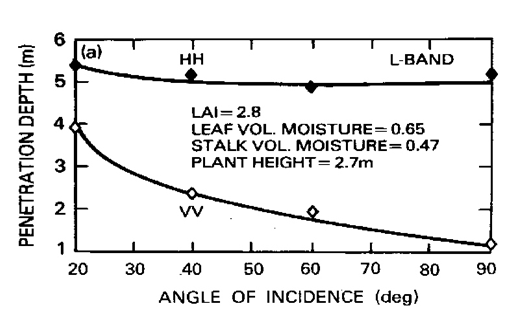 (a)
HH
L-BAND
LAI=2.8
LEAF VOL. MOISTURE=0.65
STALK VOL. MOISTURE=0.47
PLANT HEIGHT=2.7m
VV
PENETRATION DEPTH (m)
6
5
4
3
2
1
20 30 40 50 60 70 80 90
ANGLE OF INCIDENCE (deg)